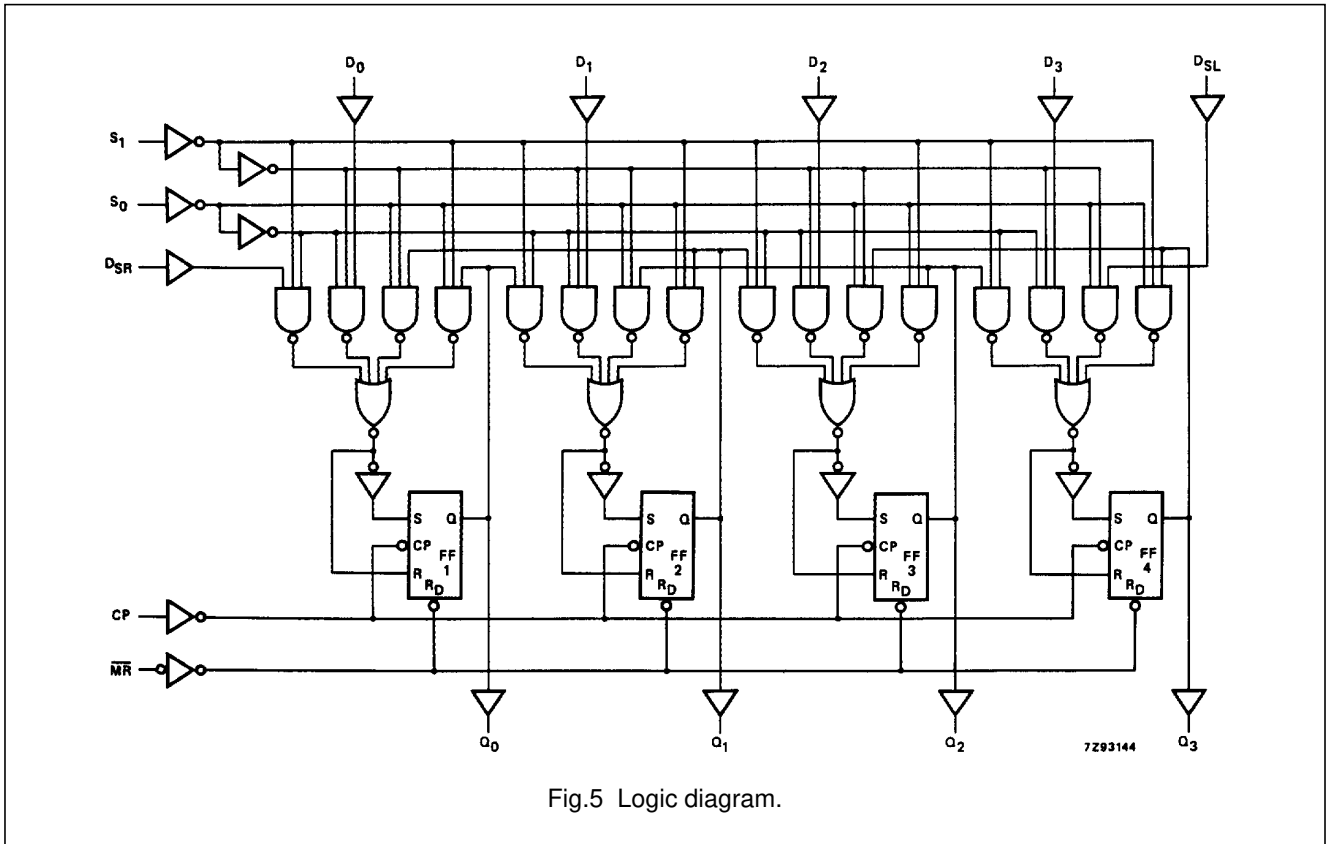 D0 D1 D2 D3 DSL
S1
S0
DSR
S Q S Q S Q S Q
CP FF CP FF CP FF CP FF
R 1 R 2 R 3 R 4
RD RD RD RD
CP
MR
Q0 Q1 Q2 7Z93144 Q3
Fig.5 Logic diagram.